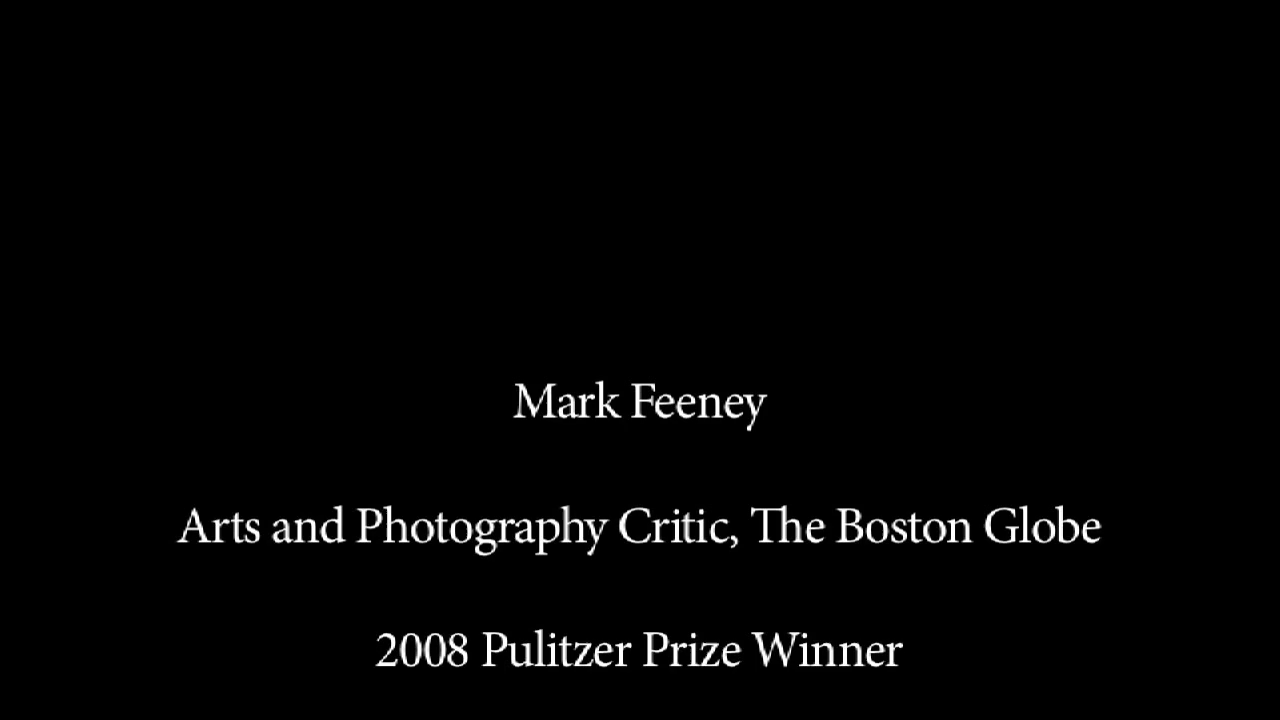 Mark Feeney
Arts and Photography Critic, The Boston Globe
2008 Pulitzer Prize Winner